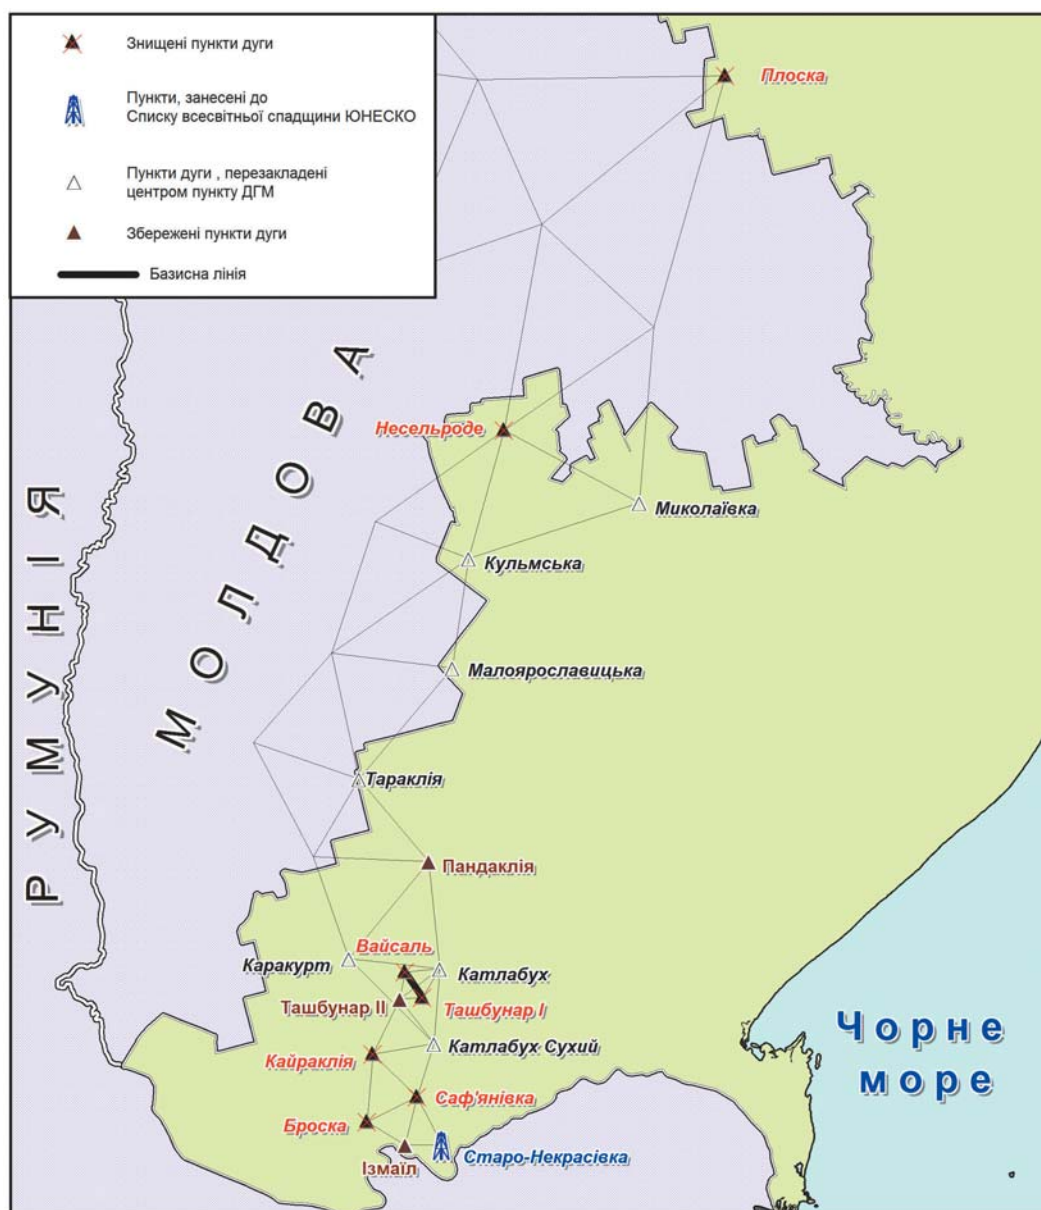 Знищені пункти дуги
Пункти, занесені до
Списку всесвітньої спадщини ЮНЕСКО
Пункти дуги , перезакладені
центром пункту ДГМ
Збережені пункти дуги
Базисна лінія
Плоска
МОЛДОВА
РУМУНІЯ
Несельроде
Миколаївка
Кульмська
Малоярославицька
Тараклія
Пандаклія
Вайсаль
Каракурт
Катлабух
Ташбунар II
Ташбунар I
Катлабух Сухий
Кайраклія
Саф'янівка
Броска
Старо-Некрасівка
Ізмаїл
Чорне
море